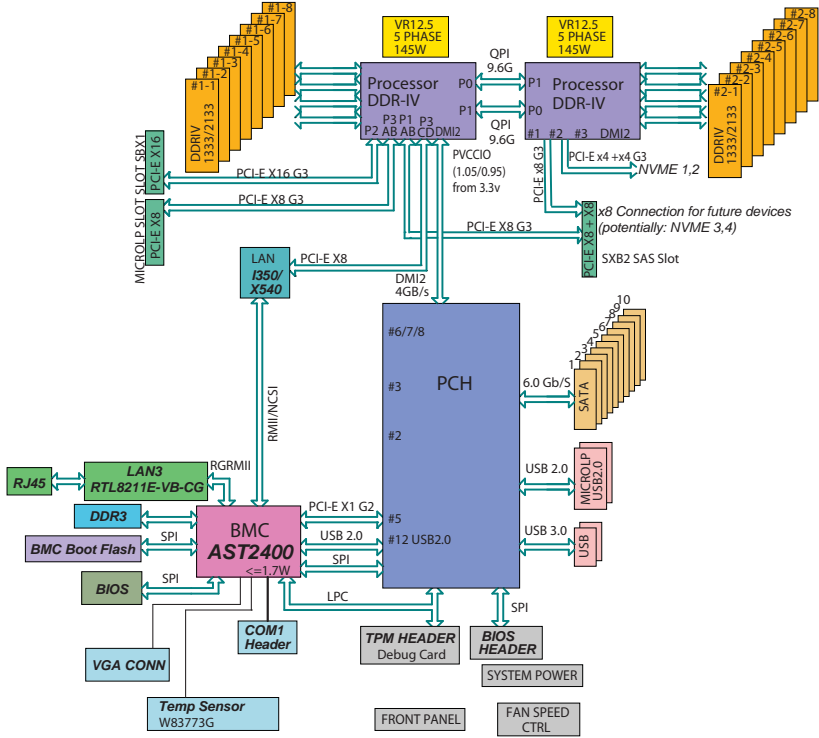 #1-8
#1-7
#1-6
#1-5
#1-4
#1-3
#1-2
#1-1
DDRIV
1333/2133
VR12.5
5 PHASE
145W
VR12.5
5 PHASE
145W
#2-8
#2-7
#2-6
#2-5
#2-4
#2-3
#2-2
#2-1
DDRIV
1333/2133
Processor
DDR-IV
P0
P1
P3 P1 P3
P2 AB AB CD DMI2
QPI
9.6G
QPI
9.6G
P1
P0
Processor
DDR-IV
#1 #2 #3 DMI2
PVCCIO
(1.05/0.95)
from 3.3v
PCI-E x8 G3
PCI-E x4 +x4 G3
NVME 1,2
SLOT SBX1
PCI-E X16
PCI-E X16 G3
MICROLP SLOT
PCI-E X8
PCI-E X8 G3
PCI-E X8 G3
PCI-E X8 + X8
x8 Connection for future devices
(potentially: NVME 3,4)
SXB2 SAS Slot
LAN
I350/
X540
PCI-E X8
DMI2
4GB/s
PCH
#6/7/8
#3
#2
#5
#12 USB2.0
6.0 Gb/S
1
2
3
4
5
6
7
8
9
10
SATA
USB 2.0
MICROLP
USB2.0
USB 3.0
USB
RMII/NCSI
RJ45
LAN3
RTL8211E-VB-CG
RGRMII
DDR3
BMC Boot Flash
SPI
BIOS
SPI
BMC
AST2400
<=1.7W
PCI-E X1 G2
USB 2.0
SPI
LPC
SPI
COM1
Header
VGA CONN
Temp Sensor
W83773G
TPM HEADER
Debug Card
BIOS
HEADER
SYSTEM POWER
FRONT PANEL
FAN SPEED
CTRL